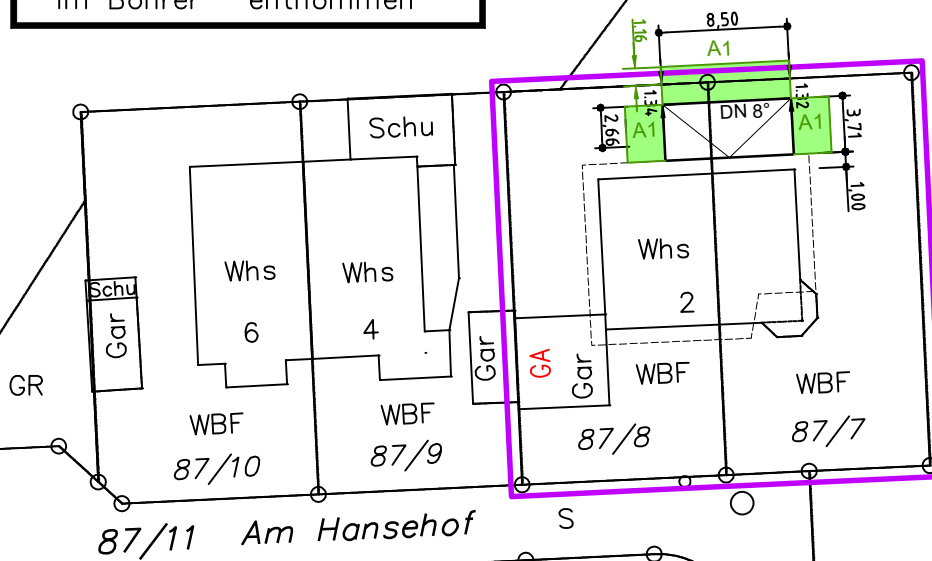 im Bohrer entnommen
8,50
1.16
A1
Schu
1.34
1.32
DN 8°
2,66
A1
A1
3,71
1,00
Whs
Whs
Whs
6
4
2
Schu
Gar
Gar
GA
Gar
GR
WBF
WBF
WBF
WBF
87/10
87/9
87/8
87/7
87/11 Am Hansehof
S